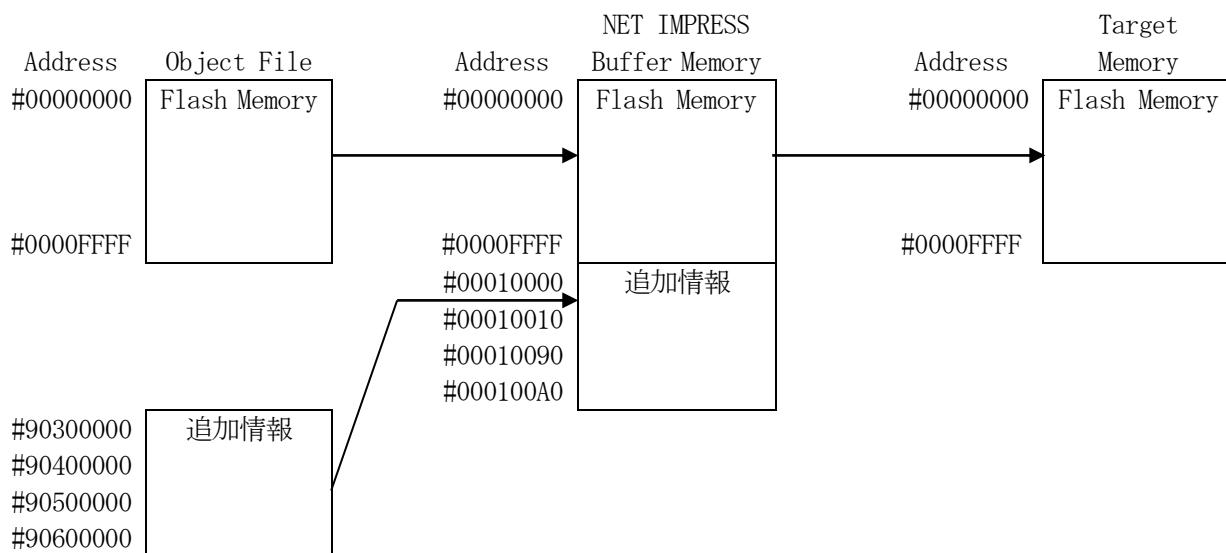 NET IMPRESS Target
Address Object File Address Buffer Memory Address Memory
#00000000 Flash Memory #00000000 Flash Memory #00000000 Flash Memory
#0000FFFF #0000FFFF #0000FFFF
#00010000 追加情報
#00010010
#00010090
#000100A0
#90300000 追加情報
#90400000
#90500000
#90600000